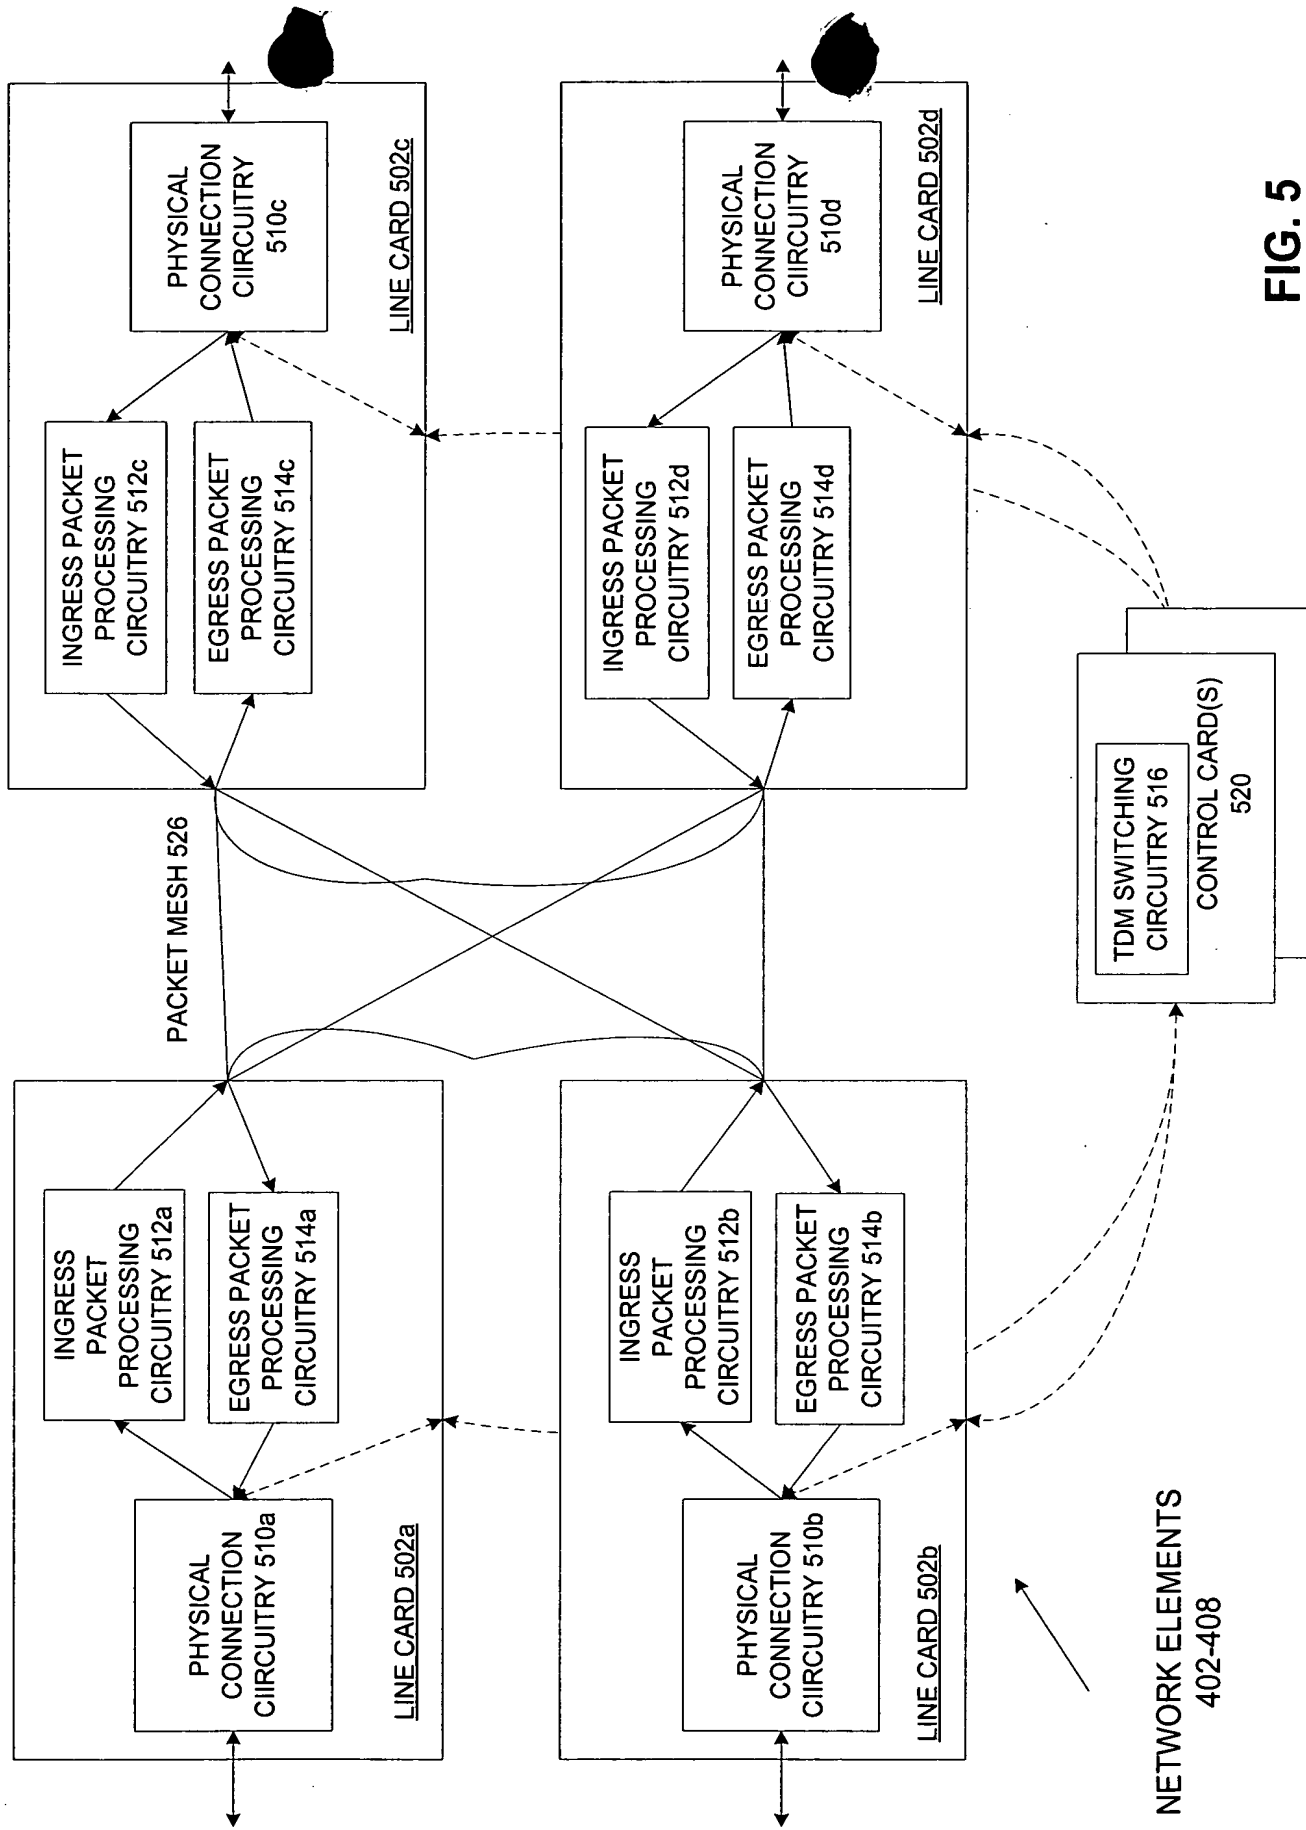 INGRESS
PACKET
PROCESSING
CIRCUITRY 512a
EGRESS PACKET
PROCESSING
CIRCUITRY 514a
PHYSICAL
CONNECTION
CIIRCUITRY 510a
LINE CARD 502a
PACKET MESH 526
INGRESS PACKET
PROCESSING
CIRCUITRY 512c
EGRESS PACKET
PROCESSING
CIRCUITRY 514c
PHYSICAL
CONNECTION
CIIRCUITRY
510c
LINE CARD 502c
INGRESS
PACKET
PROCESSING
CIRCUITRY 512b
EGRESS PACKET
PROCESSING
CIRCUITRY 514b
PHYSICAL
CONNECTION
CIIRCUITRY 510b
LINE CARD 502b
INGRESS PACKET
PROCESSING
CIRCUITRY 512d
EGRESS PACKET
PROCESSING
CIRCUITRY 514d
PHYSICAL
CONNECTION
CIIRCUITRY
510d
LINE CARD 502d
TDM SWITCHING
CIRCUITRY 516
CONTROL CARD(S)
520
NETWORK ELEMENTS
402-408
FIG. 5